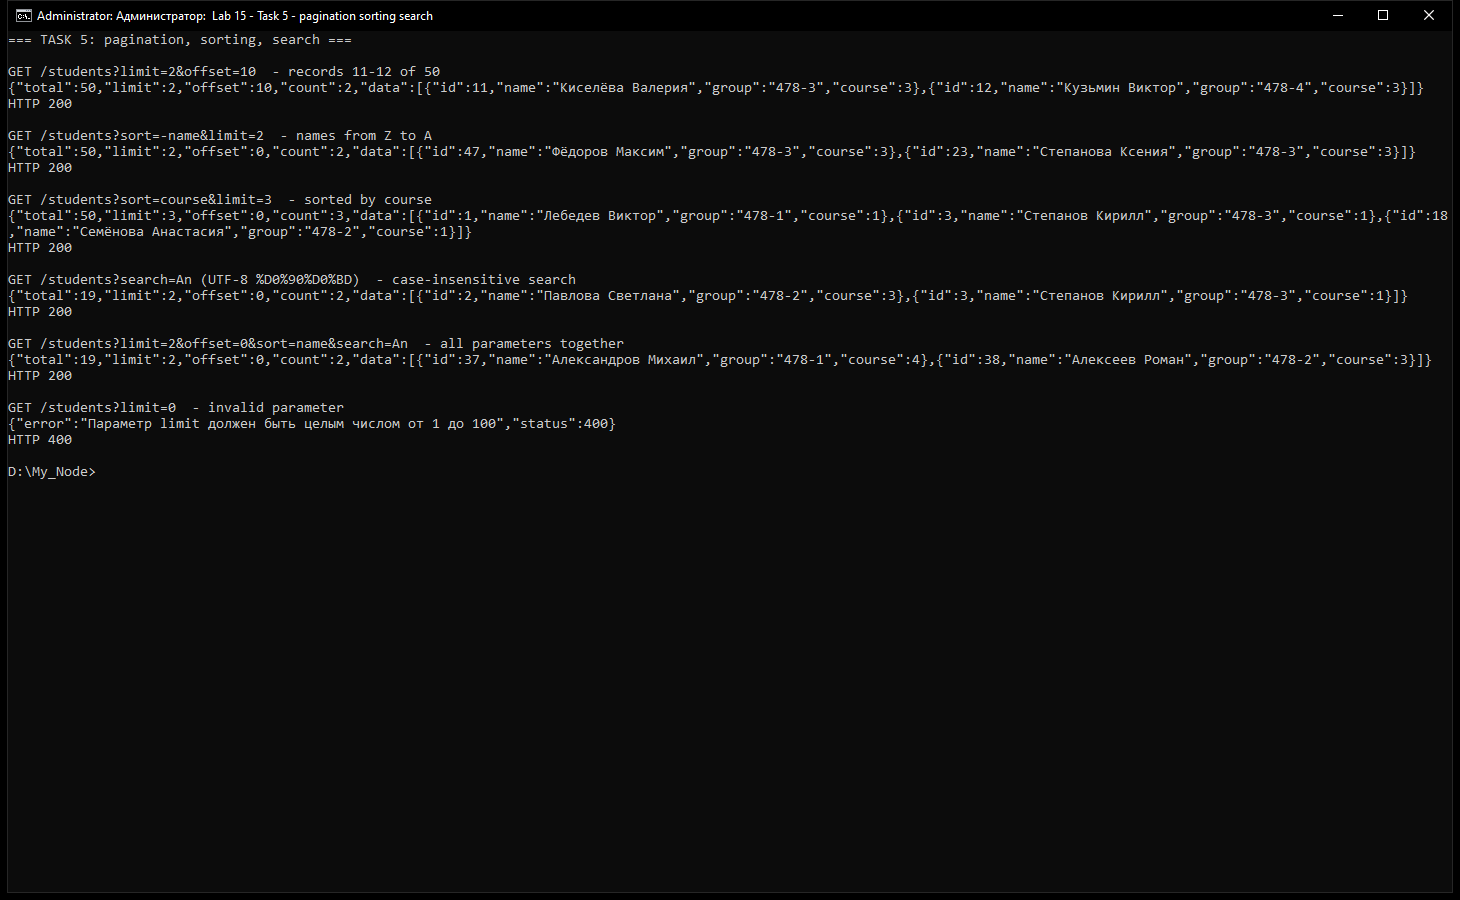 Administrator: Администратор:  Lab 15 - Task 5 - pagination sorting search
=== TASK 5: pagination, sorting, search ===
GET /students?limit=2&offset=10  - records 11-12 of 50
{"total":50,"limit":2,"offset":10,"count":2,"data":[{"id":11,"name":"Киселёва Валерия","group":"478-3","course":3},{"id":12,"name":"Кузьмин Виктор","group":"478-4","course":3}]}
HTTP 200
GET /students?sort=-name&limit=2  - names from Z to A
{"total":50,"limit":2,"offset":0,"count":2,"data":[{"id":47,"name":"Фёдоров Максим","group":"478-3","course":3},{"id":23,"name":"Степанова Ксения","group":"478-3","course":3}]}
HTTP 200
GET /students?sort=course&limit=3  - sorted by course
{"total":50,"limit":3,"offset":0,"count":3,"data":[{"id":1,"name":"Лебедев Виктор","group":"478-1","course":1},{"id":3,"name":"Степанов Кирилл","group":"478-3","course":1},{"id":18
,"name":"Семёнова Анастасия","group":"478-2","course":1}]}
HTTP 200
GET /students?search=An (UTF-8 %D0%90%D0%BD)  - case-insensitive search
{"total":19,"limit":2,"offset":0,"count":2,"data":[{"id":2,"name":"Павлова Светлана","group":"478-2","course":3},{"id":3,"name":"Степанов Кирилл","group":"478-3","course":1}]}
HTTP 200
GET /students?limit=2&offset=0&sort=name&search=An  - all parameters together
{"total":19,"limit":2,"offset":0,"count":2,"data":[{"id":37,"name":"Александров Михаил","group":"478-1","course":4},{"id":38,"name":"Алексеев Роман","group":"478-2","course":3}]}
HTTP 200
GET /students?limit=0  - invalid parameter
{"error":"Параметр limit должен быть целым числом от 1 до 100","status":400}
HTTP 400
D:\My_Node>